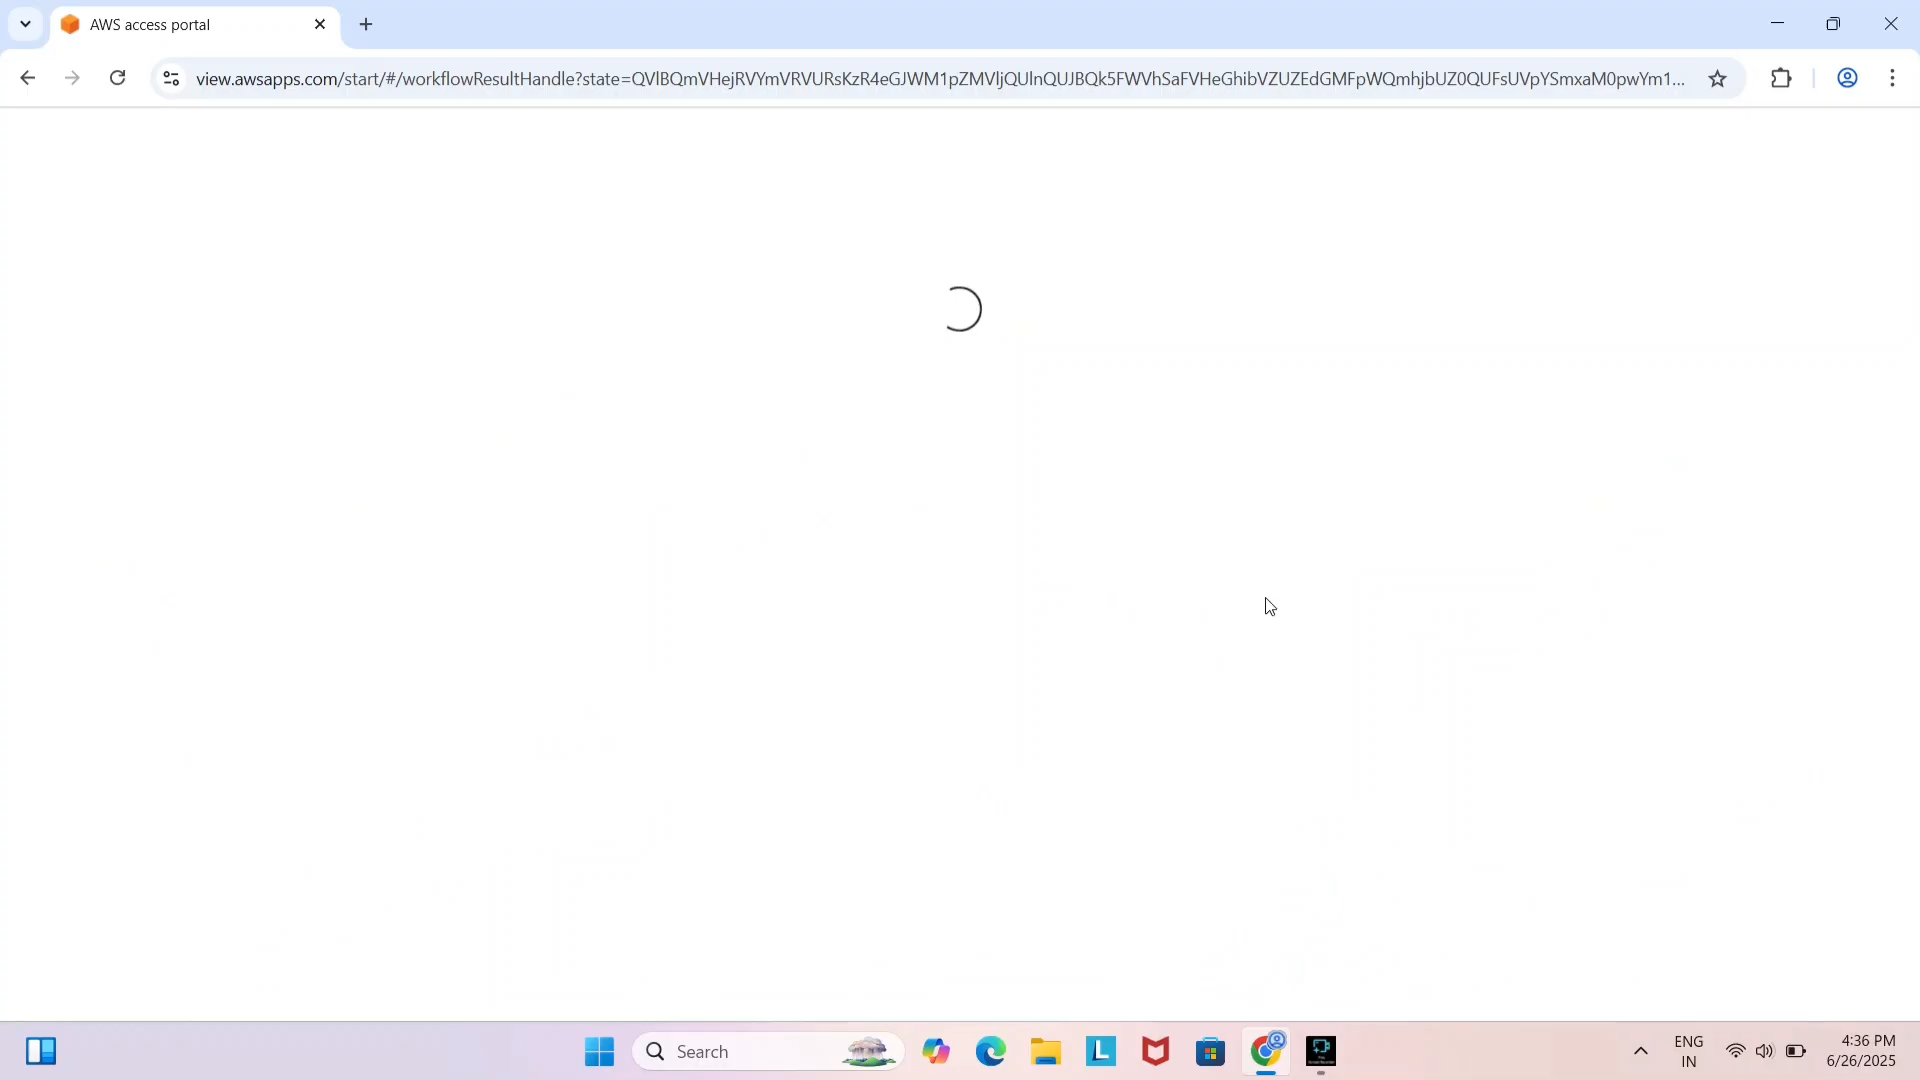 AWS access portal
view.awsapps.com/start/#/workflowResultHandle?state=QVlBQmVHejRVYmVRVURsKzR4eGJWM1pZMVljQUlnQUJBQk5FWVhSaFVHeGhibVZUZEdGMFpWQmhjbUZ0QUFsUVpYSmxaM0pwYm1...
Search
ENG
IN
4:36 PM
6/26/2025